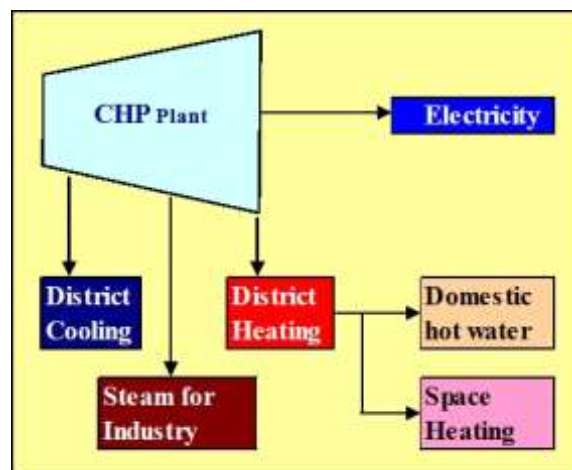 CHP Plant
Electricity
District
Cooling
District
Heating
Domestic
hot water
Steam for
Industry
Space
Heating